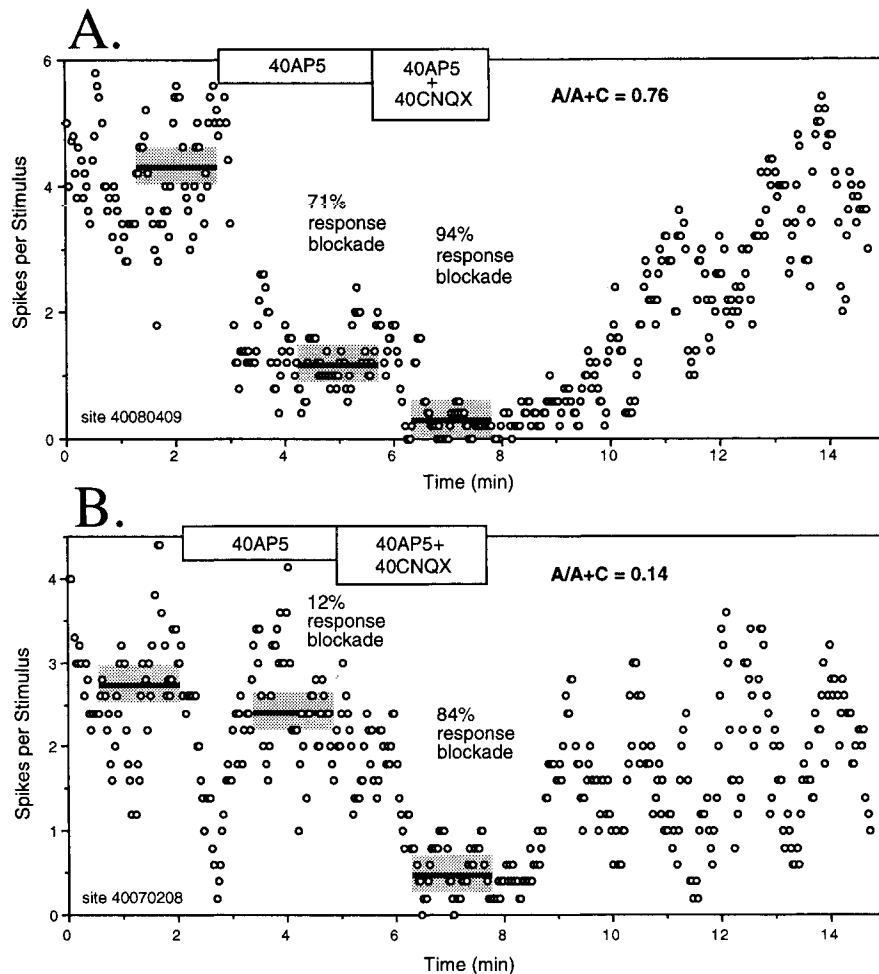 A.
40AP5
40AP5
+
40CNQX
A/A+C = 0.76
6
4
2
0
Spikes per Stimulus
71%
response
blockade
94%
response
blockade
site 40080409
0 2 4 6 8 10 12 14
Time (min)
B.
40AP5
40AP5+
40CNQX
A/A+C = 0.14
4
3
2
1
0
Spikes per Stimulus
12%
response
blockade
84%
response
blockade
site 40070208
0 2 4 6 8 10 12 14
Time (min)